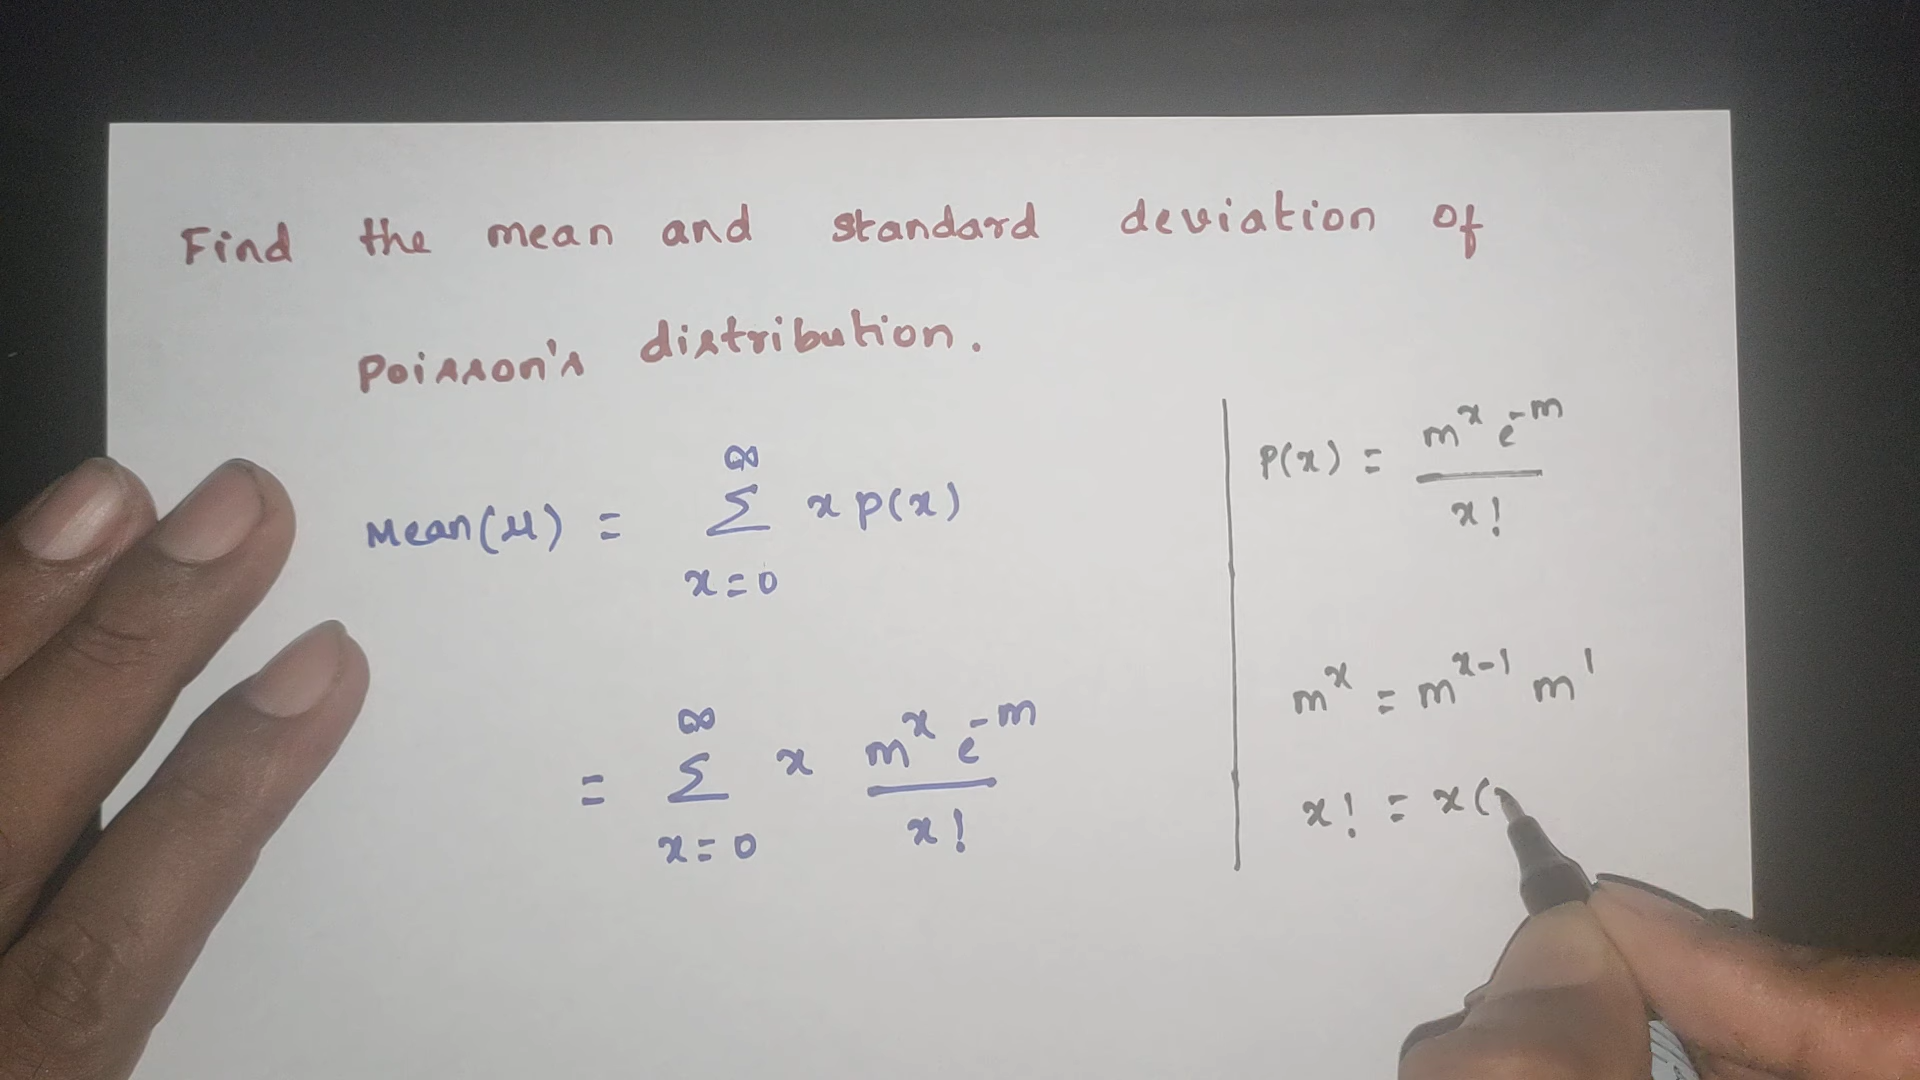 Find the mean and standard deviation of
Poisson's distribution.
Mean(μ) = ∞ Σ x=0 x P(x)
= ∞ Σ x=0 x m^x e^-m / x!
P(x) = m^x e^-m / x!
m^x = m^x-1 m^1
x! = x(